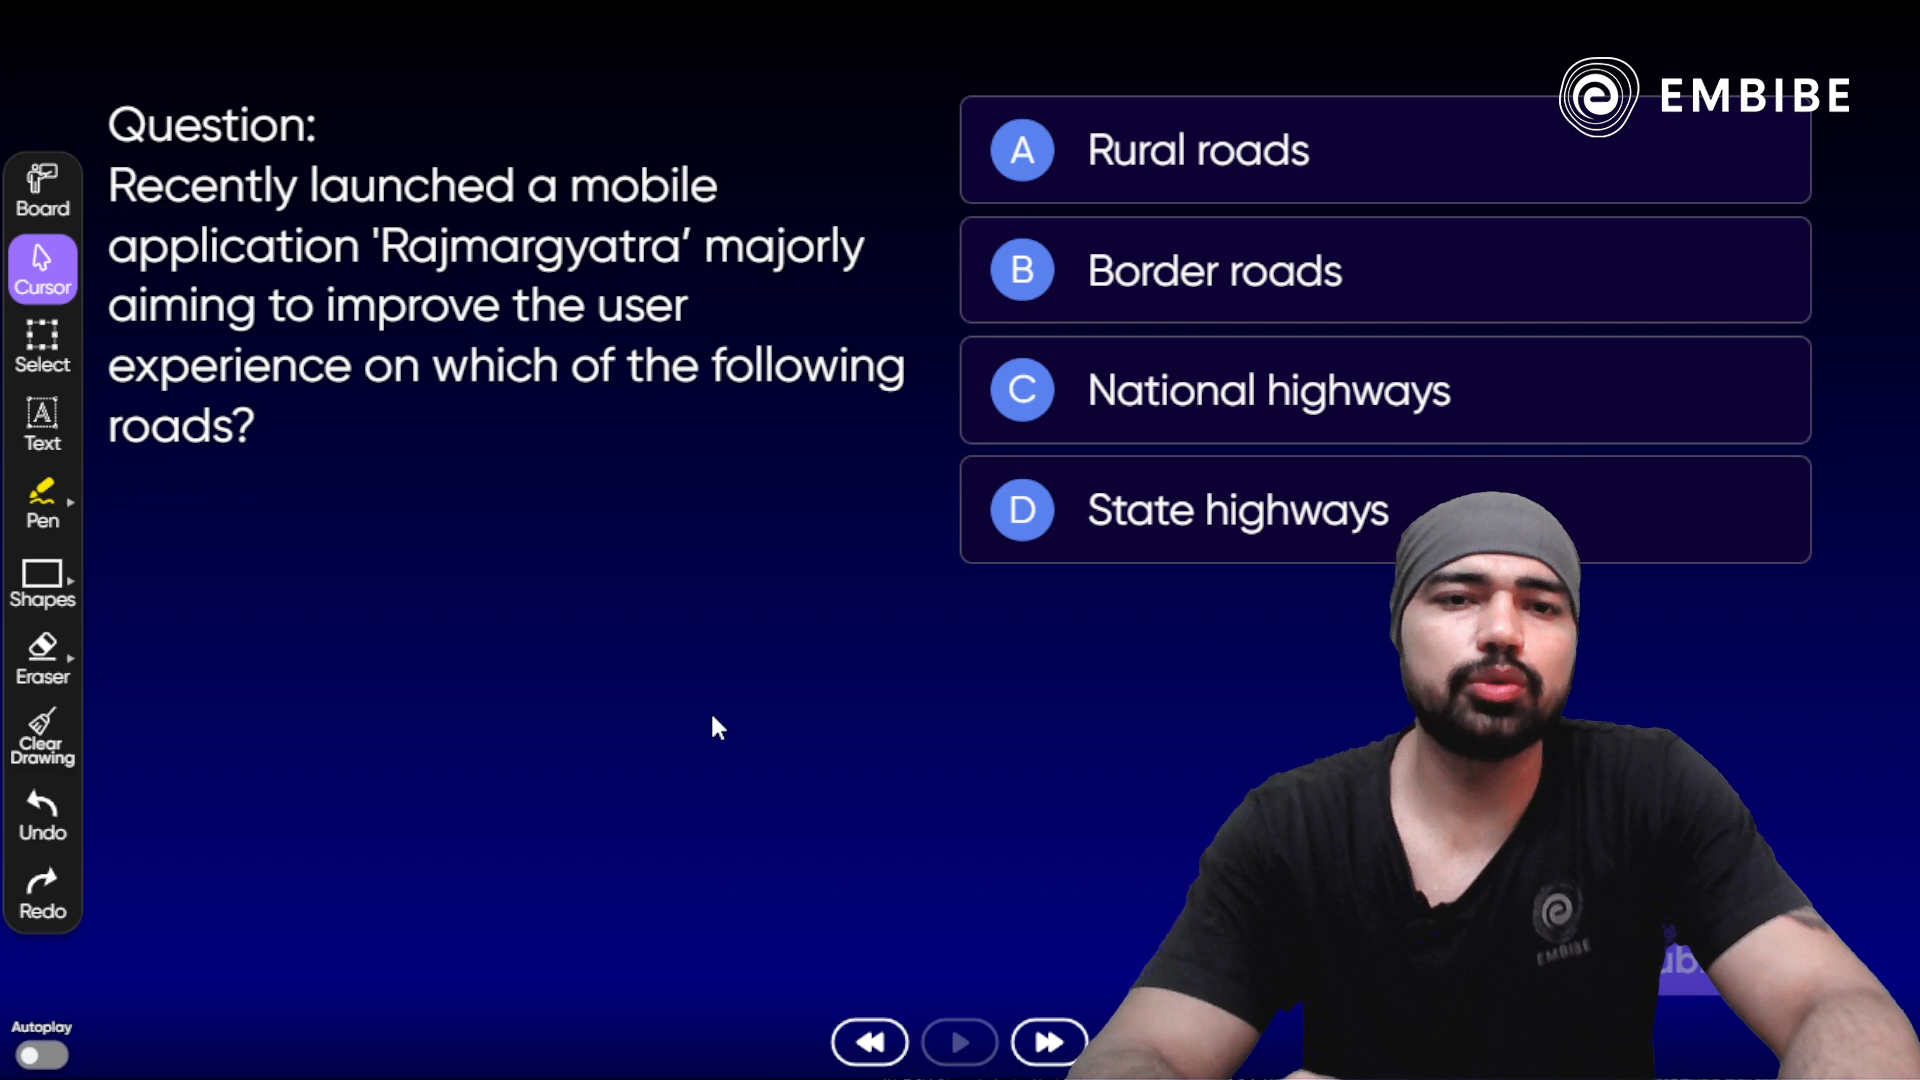 EMBIBE
Question:
Recently launched a mobile
application 'Rajmargyatra’ majorly
aiming to improve the user
experience on which of the following
roads?
A Rural roads
B Border roads
C National highways
D State highways
Board
Cursor
Select
Text
Pen
Shapes
Eraser
Clear
Drawing
Undo
Redo
Autoplay
EMBIBE